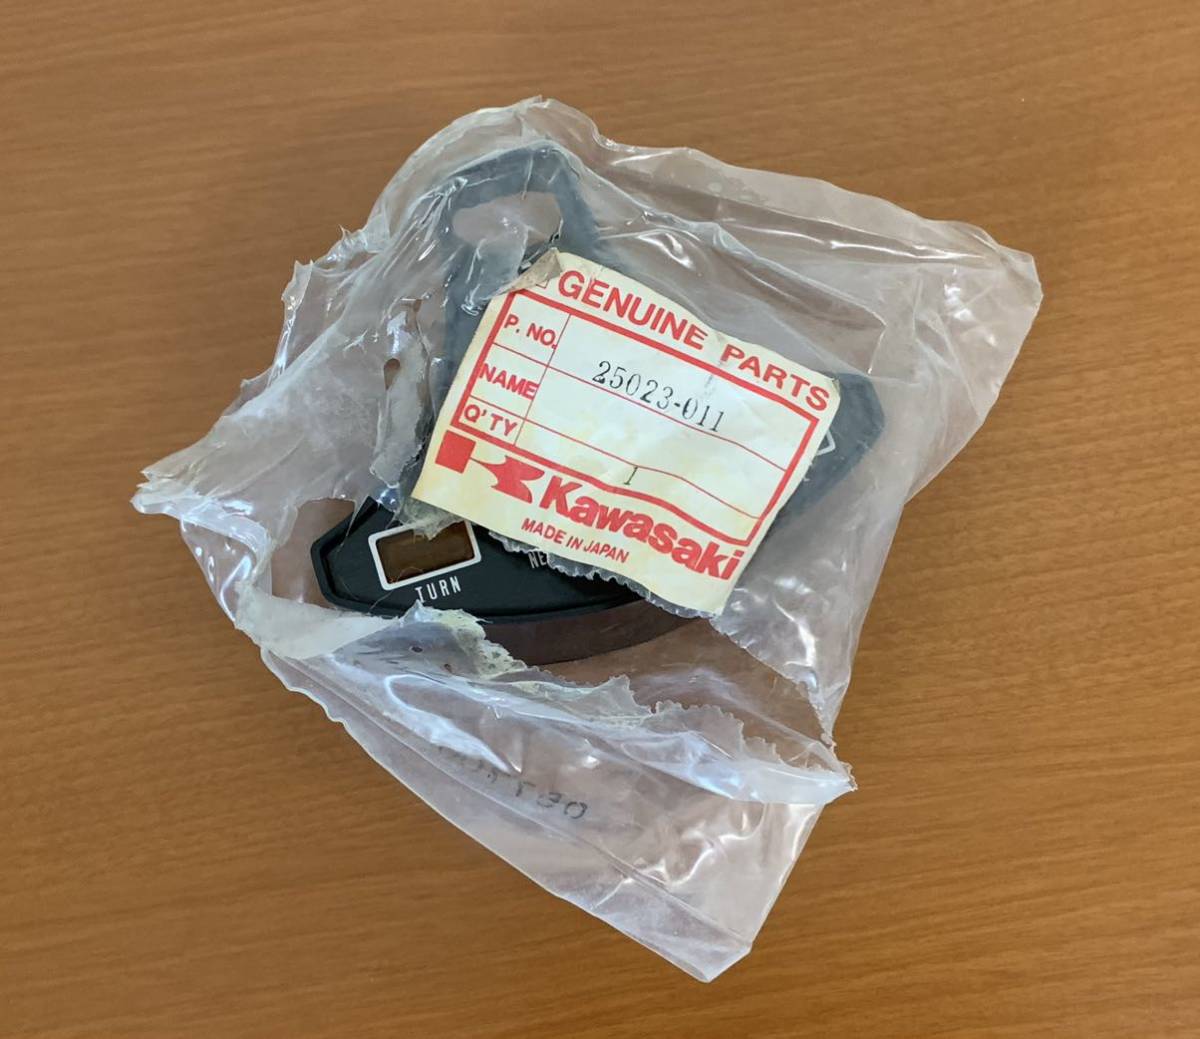 GENUINE PARTS
P. NO. 25023-011
NAME
Q'TY 1
Kawasaki
MADE IN JAPAN
TURN